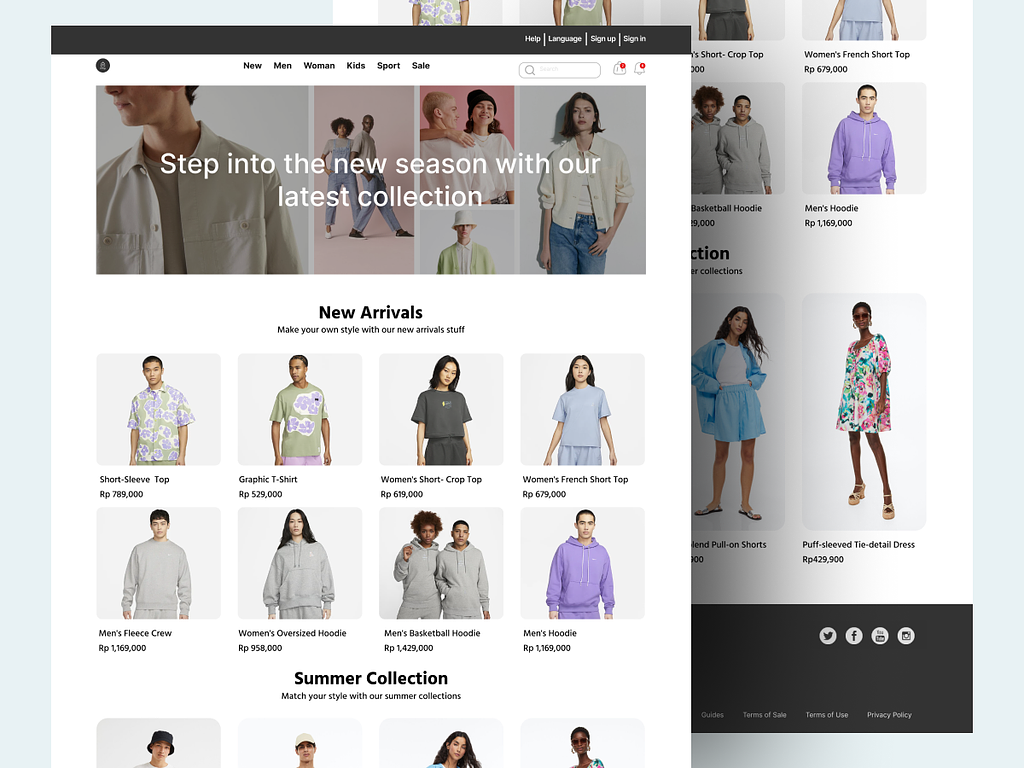 Help
Language
Sign up
Sign in
New
Men
Woman
Kids
Sport
Sale
Search
Step into the new season with our
latest collection
New Arrivals
Make your own style with our new arrivals stuff
Short-Sleeve Top
Rp 789,000
Graphic T-Shirt
Rp 529,000
Women's Short- Crop Top
Rp 619,000
Women's French Short Top
Rp 679,000
Men's Fleece Crew
Rp 1,169,000
Women's Oversized Hoodie
Rp 958,000
Men's Basketball Hoodie
Rp 1,429,000
Men's Hoodie
Rp 1,169,000
Summer Collection
Match your style with our summer collections
's Short- Crop Top
000
Women's French Short Top
Rp 679,000
Basketball Hoodie
29,000
Men's Hoodie
Rp 1,169,000
ction
er collections
lend Pull-on Shorts
900
Puff-sleeved Tie-detail Dress
Rp429,900
You
Tube
Guides
Terms of Sale
Terms of Use
Privacy Policy